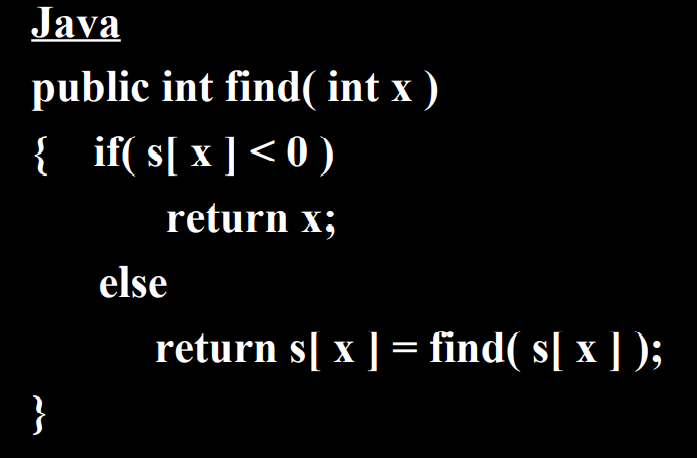 Java
public int find( int x )
{ if( s[ x ] < 0 )
return x;
else
return s[ x ] = find( s[ x ] );
}